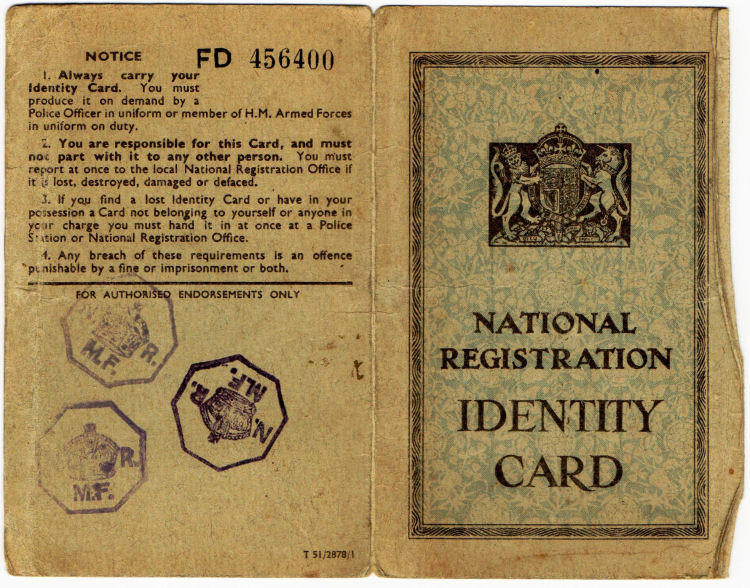 NOTICE
FD 456400
1. Always carry your
Identity Card. You must
produce it on demand by a
Police Officer in uniform or member of H.M. Armed Forces
in uniform on duty.
2. You are responsible for this Card, and must
not part with it to any other person. You must
report at once to the local National Registration Office if
it is lost, destroyed, damaged or defaced.
3. If you find a lost Identity Card or have in your
possession a Card not belonging to yourself or anyone in
your charge you must hand it in at once at a Police
Station or National Registration Office.
4. Any breach of these requirements is an offence
punishable by a fine or imprisonment or both.
FOR AUTHORISED ENDORSEMENTS ONLY
N. R.
M.F.
N. R.
M.F.
R.
M.F.
T 51/2878/1
NATIONAL
REGISTRATION
IDENTITY
CARD